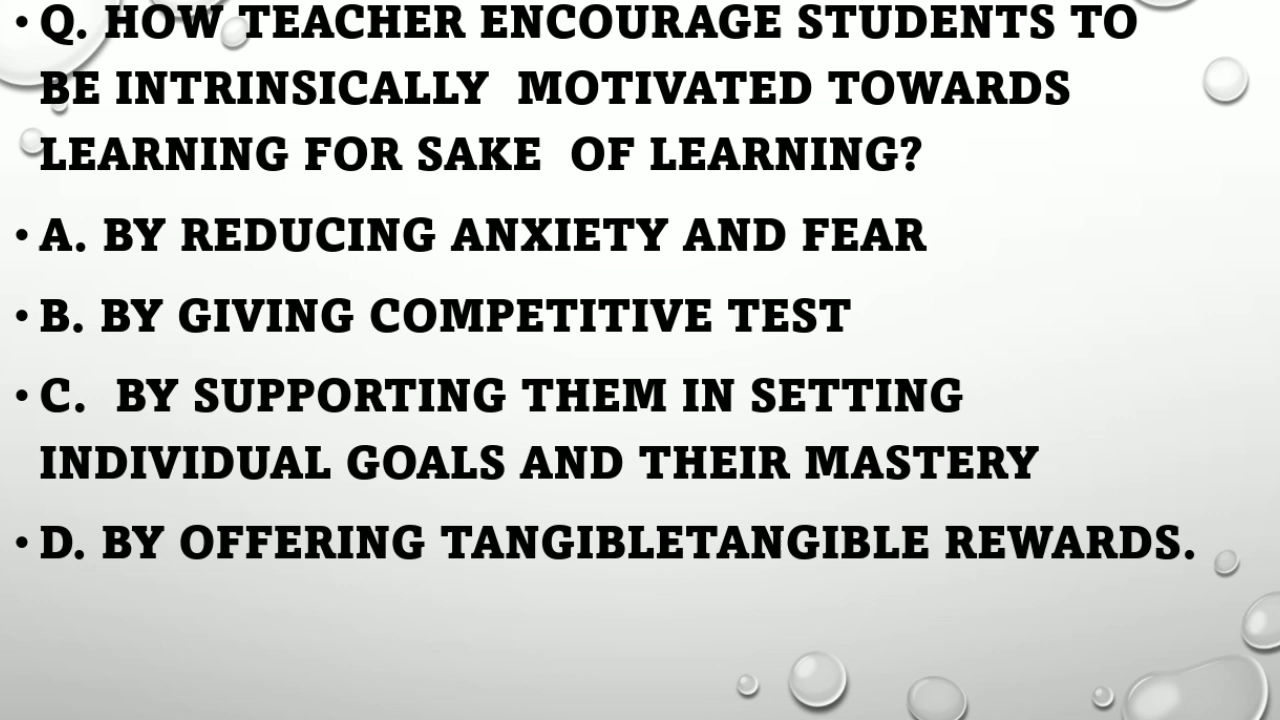 • Q. HOW TEACHER ENCOURAGE STUDENTS TO
BE INTRINSICALLY MOTIVATED TOWARDS
LEARNING FOR SAKE OF LEARNING?
• A. BY REDUCING ANXIETY AND FEAR
• B. BY GIVING COMPETITIVE TEST
• C. BY SUPPORTING THEM IN SETTING
INDIVIDUAL GOALS AND THEIR MASTERY
• D. BY OFFERING TANGIBLETANGIBLE REWARDS.